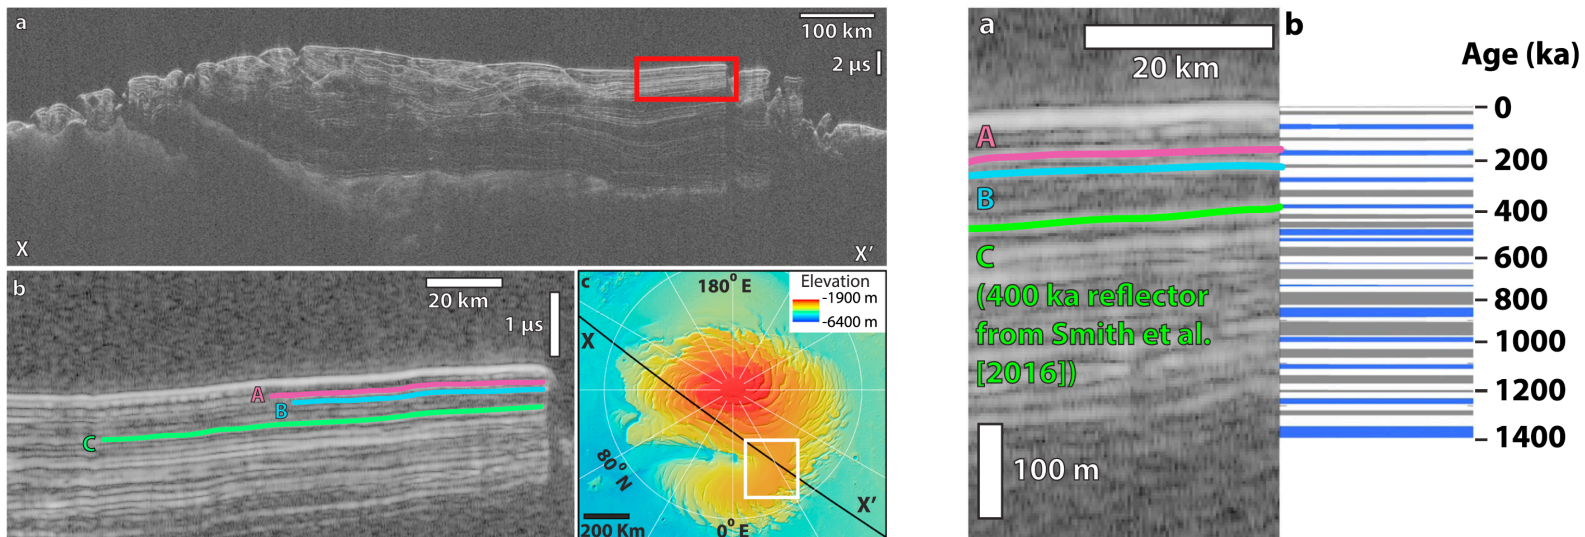 a
100 km
2 µs
X
X'
b
20 km
1 µs
A
B
C
c
180° E
Elevation
-1900 m
-6400 m
X
80° N
X'
200 Km
0° E
a
20 km
A
B
C
(400 ka reflector
from Smith et al.
[2016])
100 m
b
Age (ka)
0
200
400
600
800
1000
1200
1400